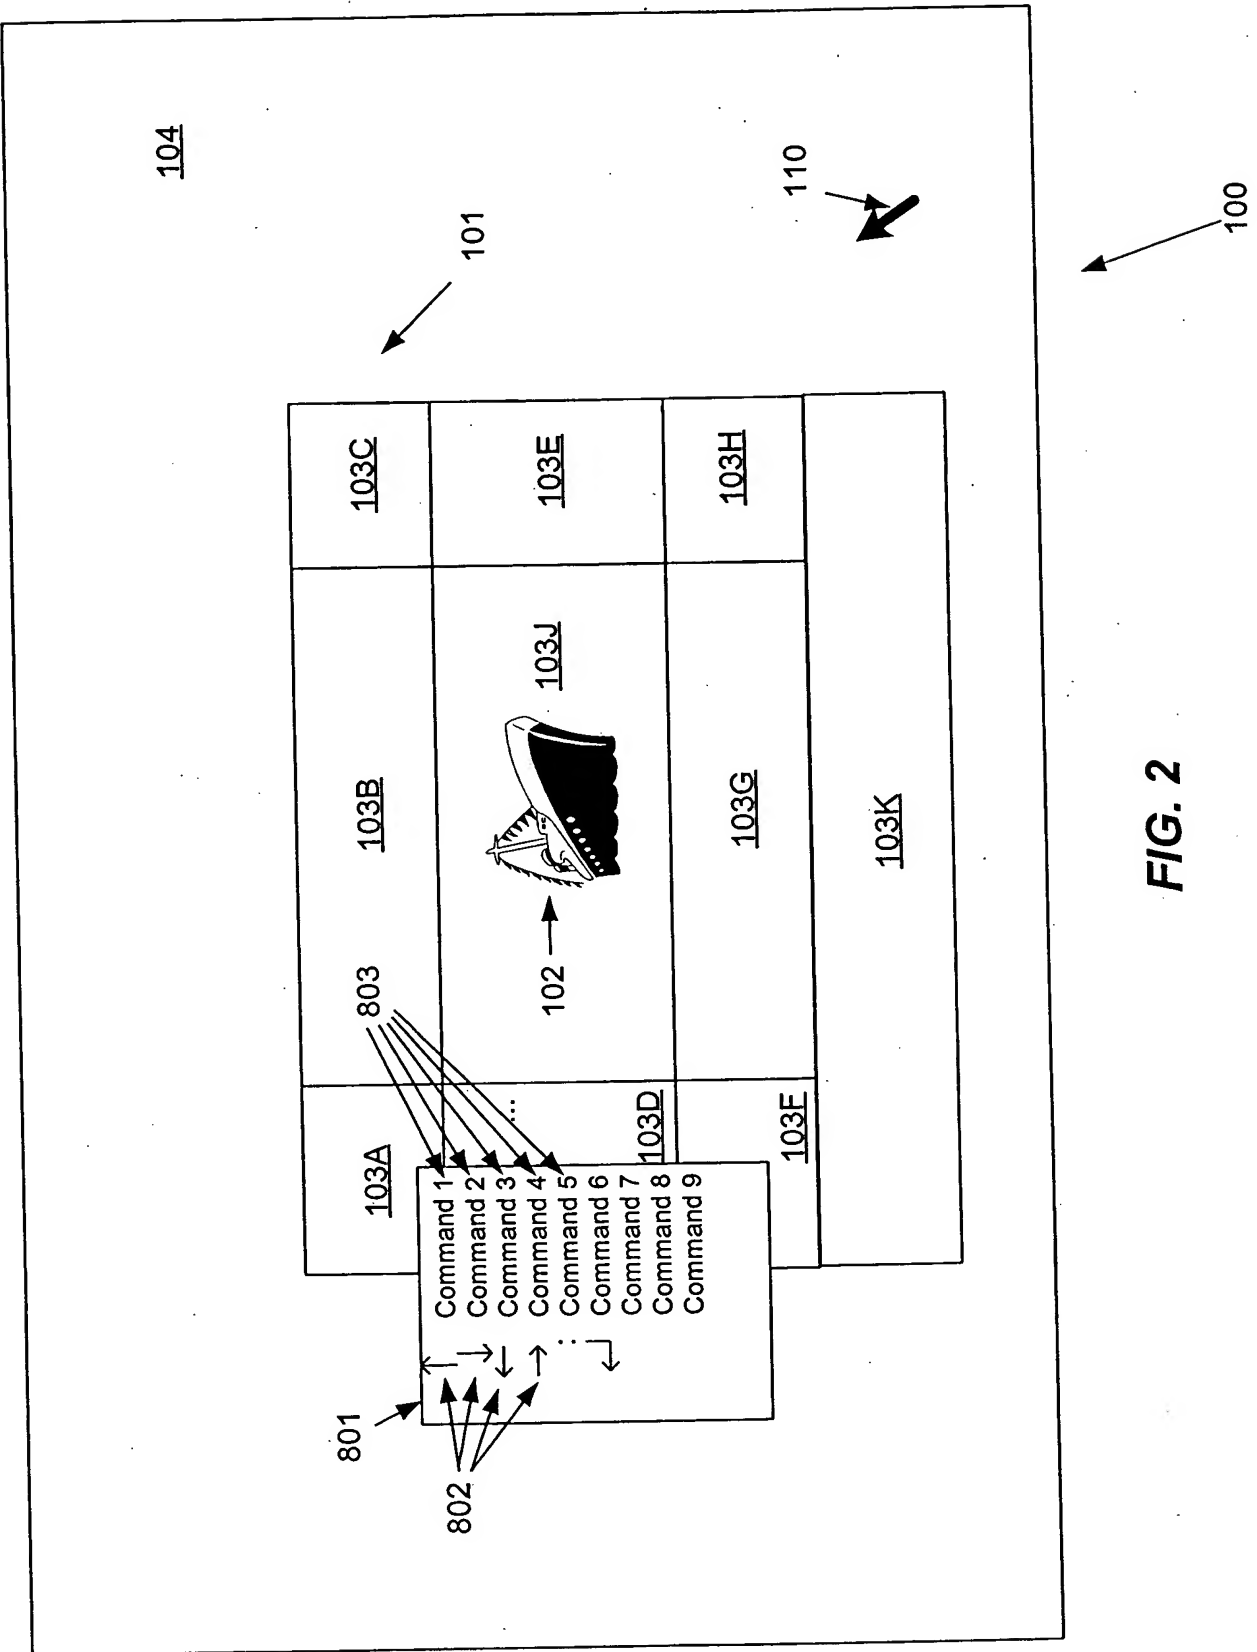 104
101
110
100
103A
103B
103C
803
...
103D
102
103J
103E
103F
103G
103H
103K
801
802
Command 1
Command 2
Command 3
Command 4
Command 5
Command 6
Command 7
Command 8
Command 9
FIG. 2